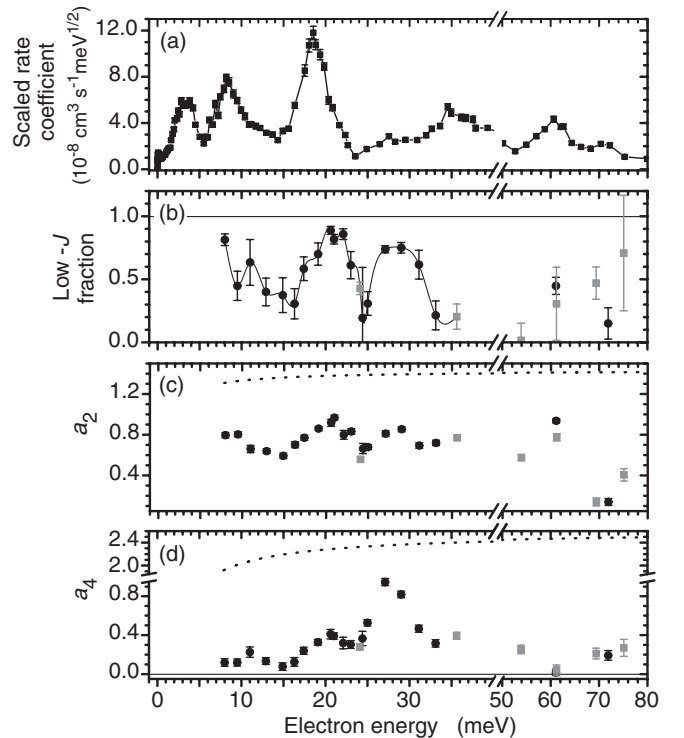 Scaled rate
coefficient
(10⁻⁸ cm³ s⁻¹meV¹/²)
12.0
8.0
4.0
0.0
(a)
Low -J
fraction
1.0
0.5
0.0
(b)
a₂
1.2
0.8
0.4
(c)
a₄
2.4
2.0
0.8
0.4
0.0
(d)
0 10 20 30 40 50 60 70 80
Electron energy (meV)